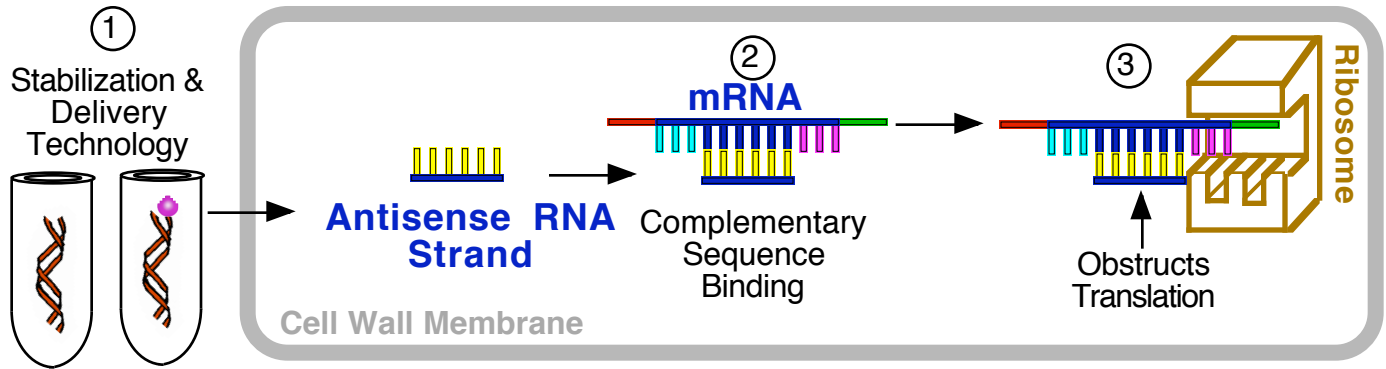 1
Stabilization &
Delivery
Technology
Antisense RNA
Strand
2
mRNA
Complementary
Sequence
Binding
3
Ribosome
Obstructs
Translation
Cell Wall Membrane